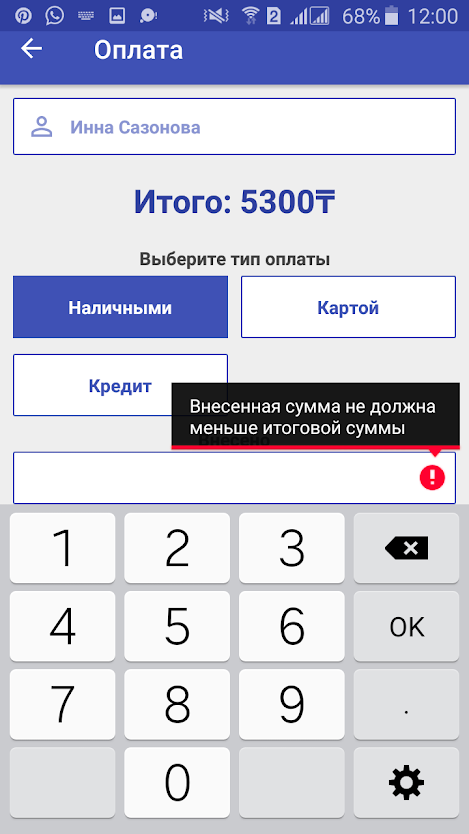 2 68% 12:00
Оплата
Инна Сазонова
Итого: 5300₸
Выберите тип оплаты
Наличными
Картой
Кредит
Внесенная сумма не должна
меньше итоговой суммы
Внесено
1 2 3
4 5 6 OK
7 8 9 .
0